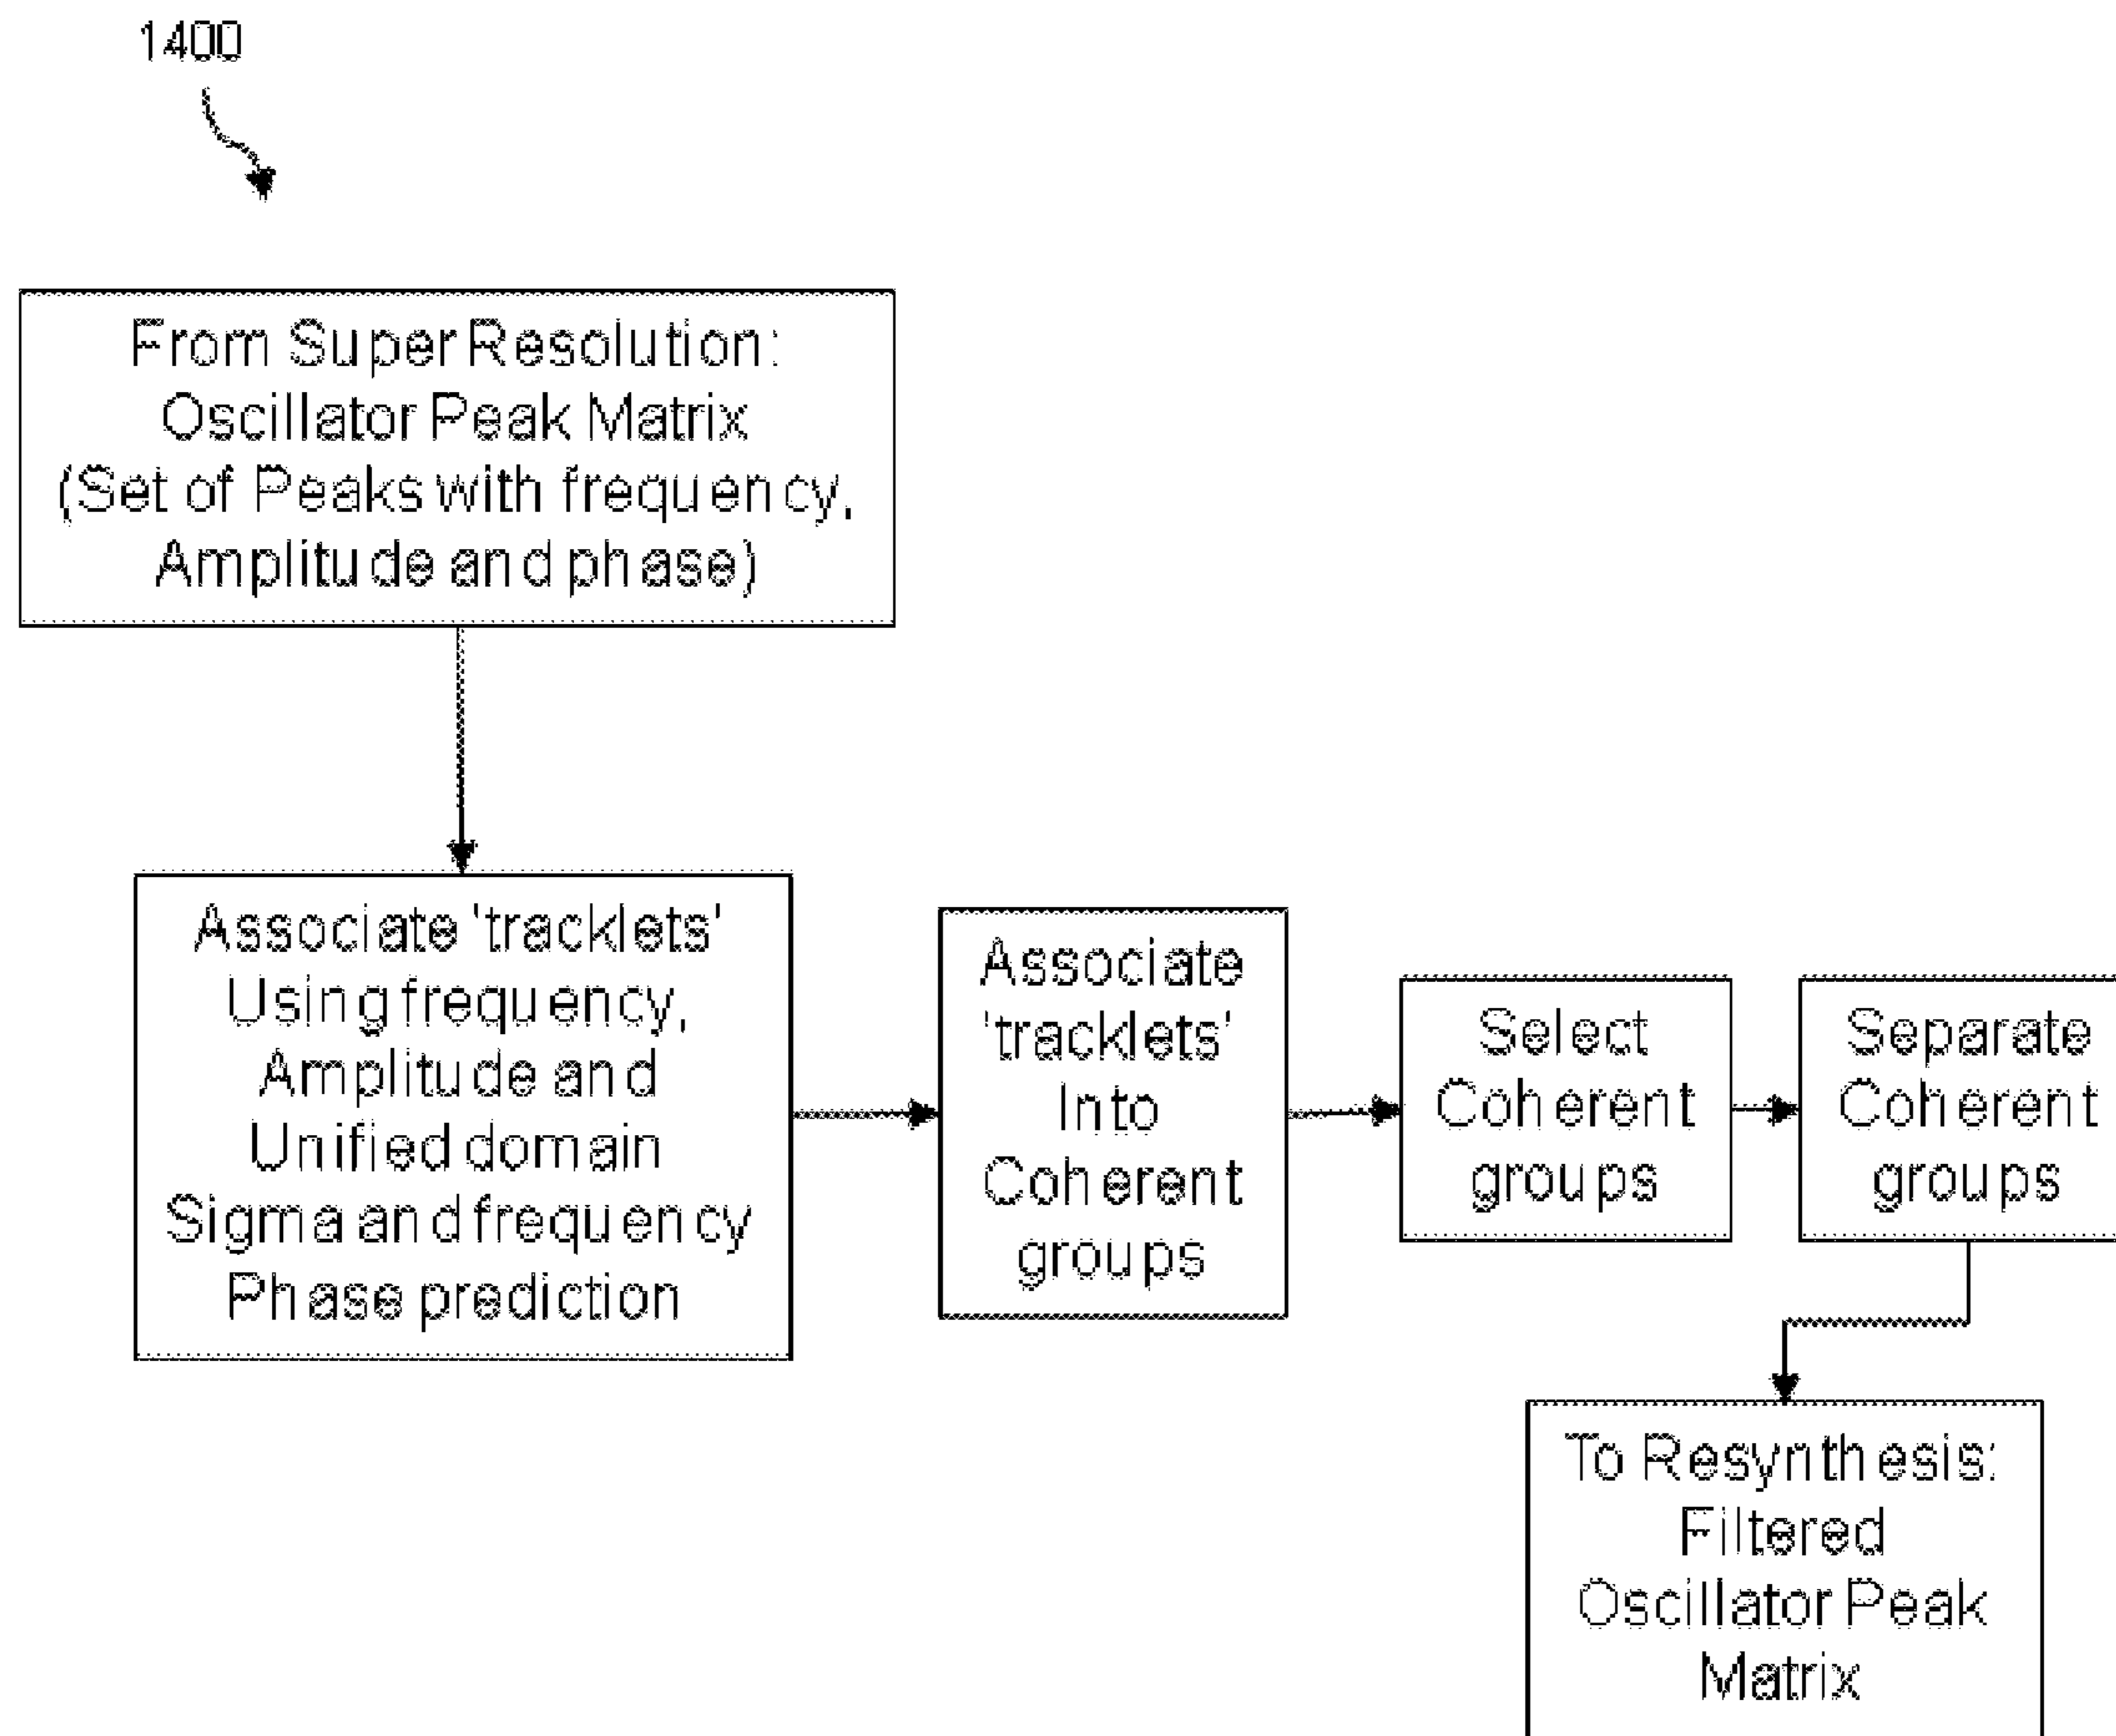 1400
From Super Resolution:
Oscillator Peak Matrix
(Set of Peaks with frequency,
Amplitude and phase)
Associate 'tracklets'
Using frequency,
Amplitude and
Unified domain
Sigma and frequency
Phase prediction
Associate
'tracklets'
Into
Coherent
groups
Select
Coherent
groups
Separate
Coherent
groups
To Resynthesis:
Filtered
Oscillator Peak
Matrix